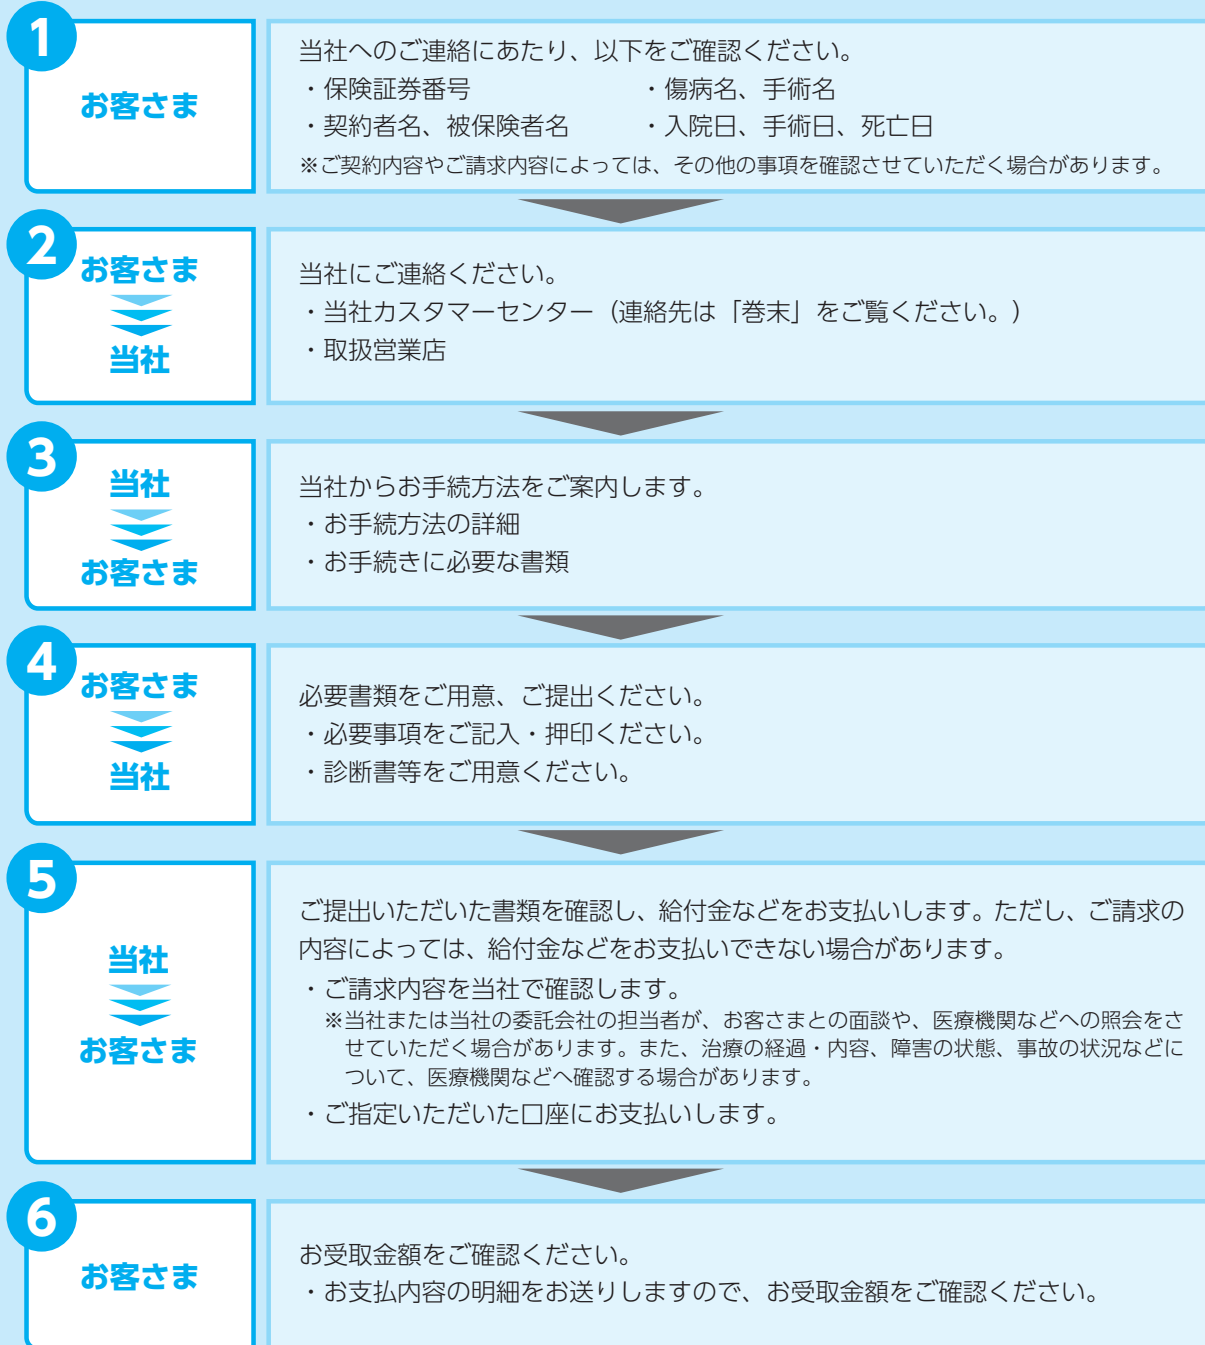 1
お客さま
当社へのご連絡にあたり、以下をご確認ください。
・保険証券番号　・傷病名、手術名
・契約者名、被保険者名　・入院日、手術日、死亡日
※ご契約内容やご請求内容によっては、その他の事項を確認させていただく場合があります。
2
お客さま
当社
当社にご連絡ください。
・当社カスタマーセンター（連絡先は「巻末」をご覧ください。）
・取扱営業店
3
当社
お客さま
当社からお手続方法をご案内します。
・お手続方法の詳細
・お手続きに必要な書類
4
お客さま
当社
必要書類をご用意、ご提出ください。
・必要事項をご記入・押印ください。
・診断書等をご用意ください。
5
当社
お客さま
ご提出いただいた書類を確認し、給付金などをお支払いします。ただし、ご請求の
内容によっては、給付金などをお支払いできない場合があります。
・ご請求内容を当社で確認します。
※当社または当社の委託会社の担当者が、お客さまとの面談や、医療機関などへの照会をさ
せていただく場合があります。また、治療の経過・内容、障害の状態、事故の状況などに
ついて、医療機関などへ確認する場合があります。
・ご指定いただいた口座にお支払いします。
6
お客さま
お受取金額をご確認ください。
・お支払内容の明細をお送りしますので、お受取金額をご確認ください。